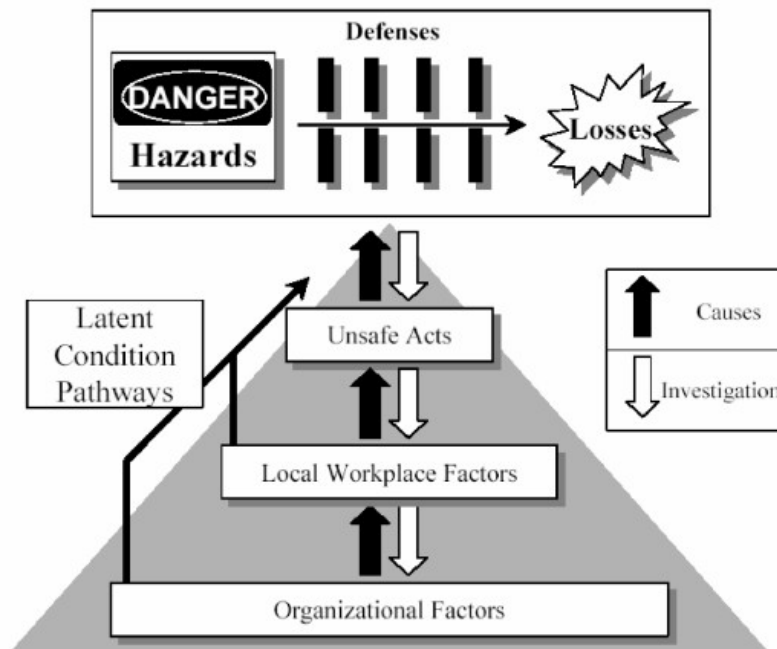 Defenses
DANGER
Hazards
Losses
Latent
Condition
Pathways
Unsafe Acts
Local Workplace Factors
Organizational Factors
Causes
Investigation